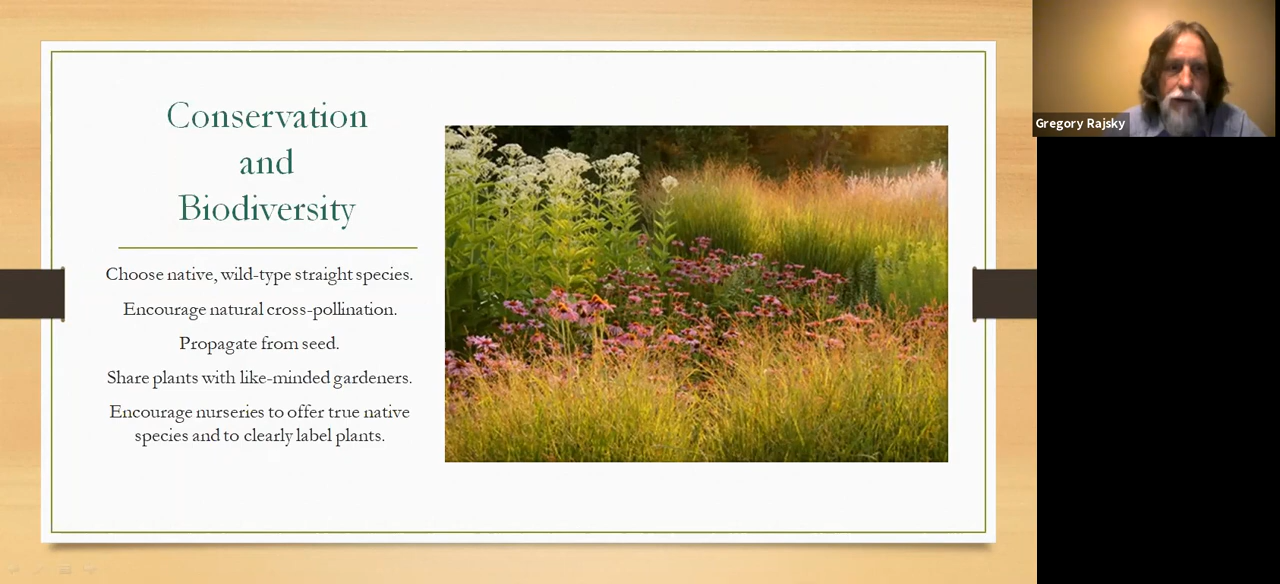 Conservation
and
Biodiversity
Choose native, wild-type straight species.
Encourage natural cross-pollination.
Propagate from seed.
Share plants with like-minded gardeners.
Encourage nurseries to offer true native
species and to clearly label plants.
Gregory Rajsky